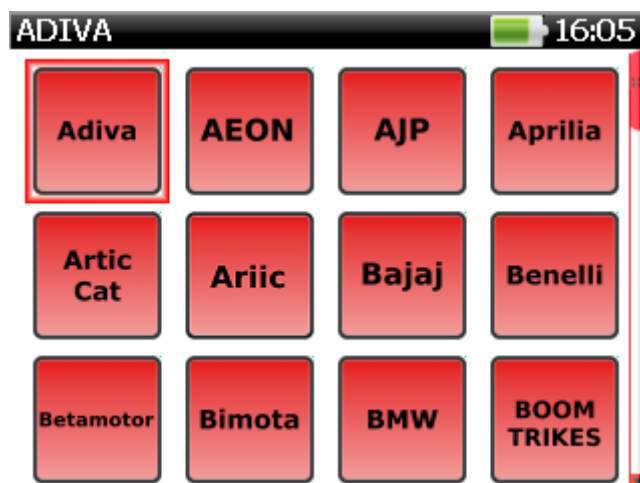 ADIVA 16:05
Adiva AEON AJP Aprilia
Artic
Cat
Ariic Bajaj Benelli
Betamotor Bimota BMW BOOM
TRIKES